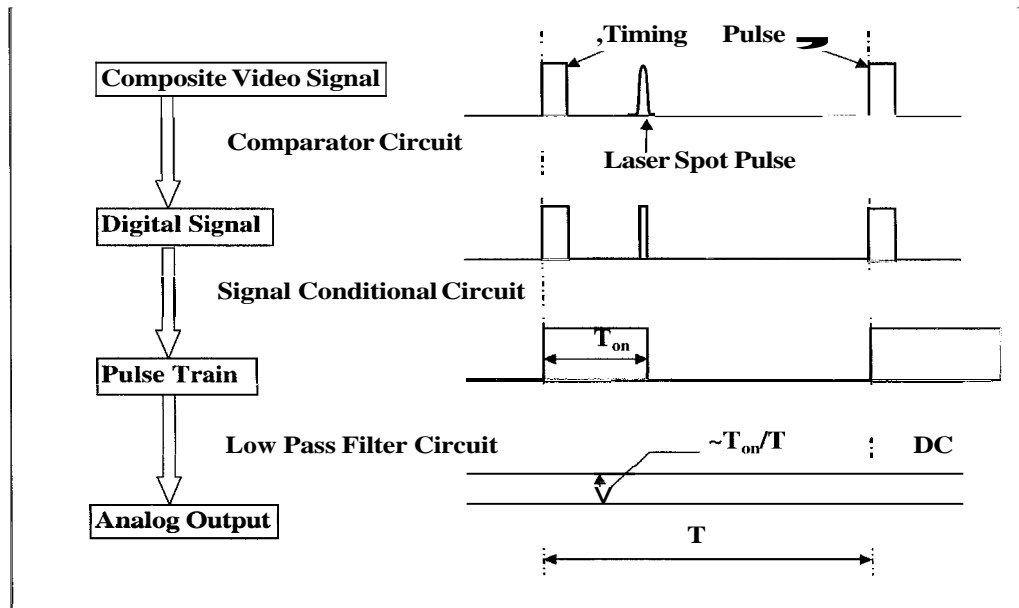 ,Timing Pulse
Composite Video Signal
Comparator Circuit
Laser Spot Pulse
Digital Signal
Signal Conditional Circuit
Ton
Pulse Train
Low Pass Filter Circuit
~Ton/T
DC
Analog Output
T